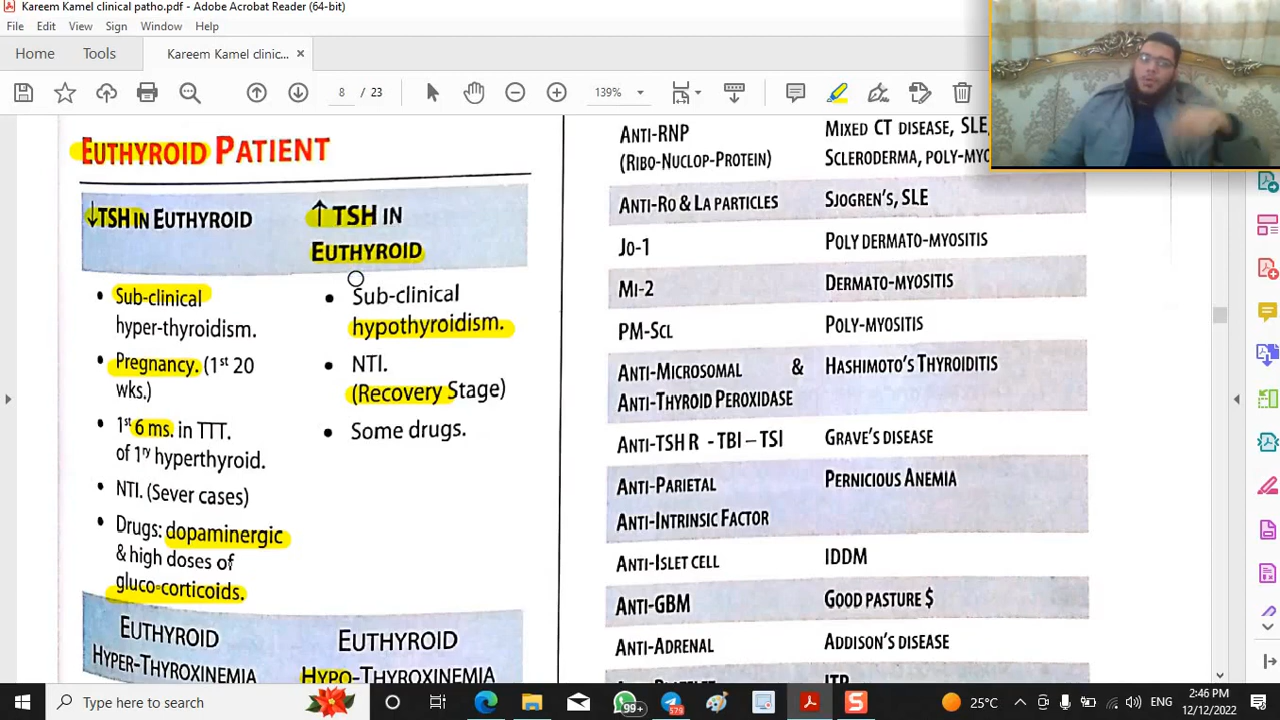 Kareem Kamel clinical patho.pdf - Adobe Acrobat Reader (64-bit)
File Edit View Sign Window Help
Home Tools Kareem Kamel clinic... ×
8 / 23
139%
EUTHYROID PATIENT
↓TSH IN EUTHYROID
↑ TSH IN
EUTHYROID
• Sub-clinical
hyper-thyroidism.
• Pregnancy. (1st 20
wks.)
• 1st 6 ms. in TTT.
of 1ry hyperthyroid.
• NTI. (Sever cases)
• Drugs: dopaminergic
& high doses of
gluco-corticoids.
• Sub-clinical
hypothyroidism.
• NTI.
(Recovery Stage)
• Some drugs.
EUTHYROID
HYPER-THYROXINEMIA
EUTHYROID
HYPO-THYROXINEMIA
ANTI-RNP
(RIBO-NUCLOP-PROTEIN)
MIXED CT DISEASE, SLE,
SCLERODERMA, POLY-MYO
ANTI-RO & LA PARTICLES SJOGREN'S, SLE
JO-1 POLY DERMATO-MYOSITIS
MI-2 DERMATO-MYOSITIS
PM-SCL POLY-MYOSITIS
ANTI-MICROSOMAL & HASHIMOTO'S THYROIDITIS
ANTI-THYROID PEROXIDASE
ANTI-TSH R - TBI – TSI GRAVE'S DISEASE
ANTI-PARIETAL PERNICIOUS ANEMIA
ANTI-INTRINSIC FACTOR
ANTI-ISLET CELL IDDM
ANTI-GBM GOOD PASTURE $
ANTI-ADRENAL ADDISON'S DISEASE
ITP
Type here to search
99+
579
25°C
ENG
2:46 PM
12/12/2022